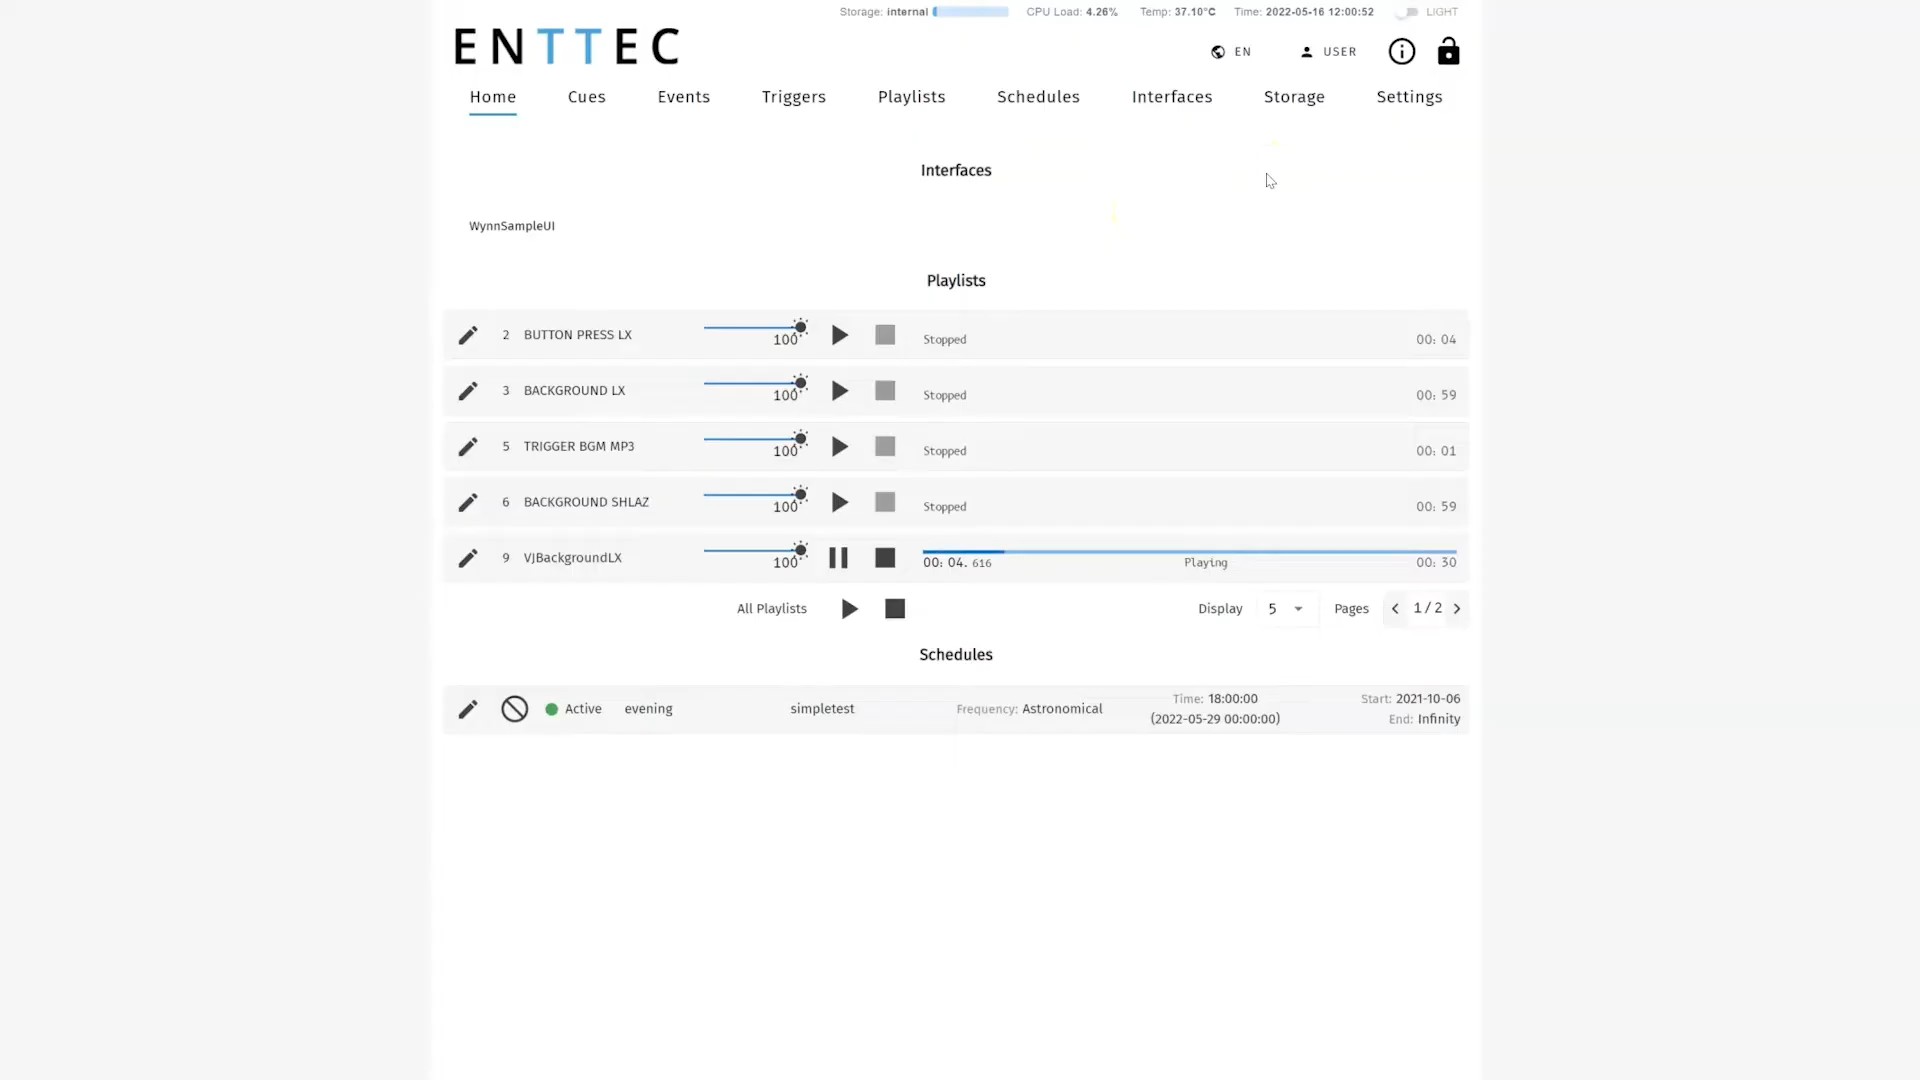 Storage: internal CPU Load: 4.26% Temp: 37.10°C Time: 2022-05-16 12:00:52 LIGHT
ENTTEC
EN USER
Home Cues Events Triggers Playlists Schedules Interfaces Storage Settings
Interfaces
WynnSampleUI
Playlists
2 BUTTON PRESS LX 100 Stopped 00: 04
3 BACKGROUND LX 100 Stopped 00: 59
5 TRIGGER BGM MP3 100 Stopped 00: 01
6 BACKGROUND SHLAZ 100 Stopped 00: 59
9 VJBackgroundLX 100 00: 04. 616 Playing 00: 30
All Playlists Display 5 Pages 1 / 2
Schedules
Active evening simpletest Frequency: Astronomical Time: 18:00:00 Start: 2021-10-06
(2022-05-29 00:00:00) End: Infinity